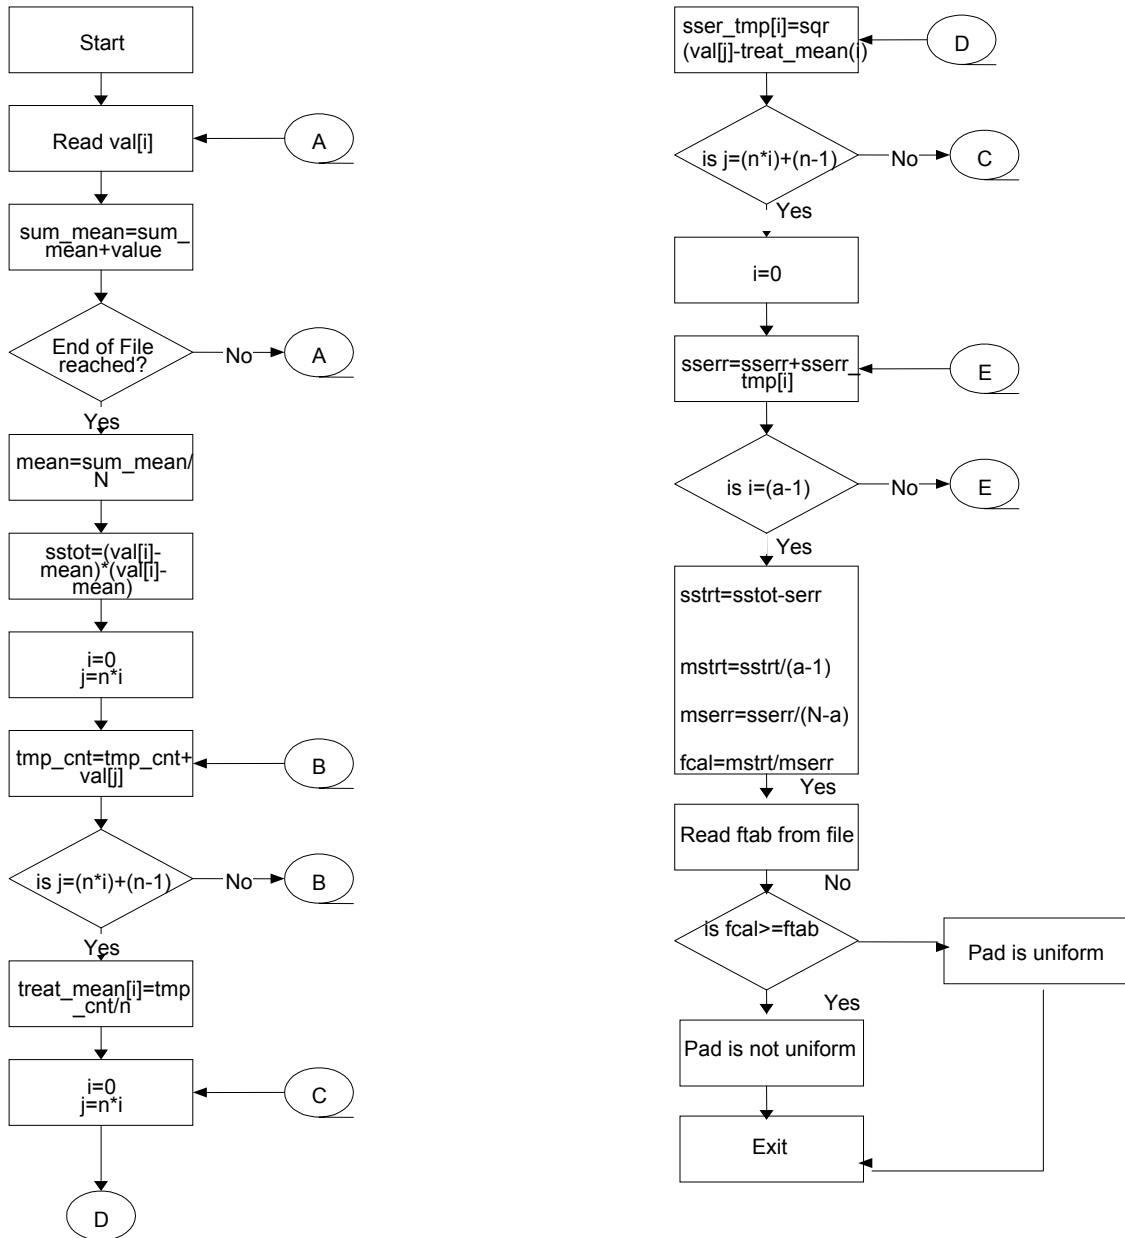 Start
Read val[i]
A
sum_mean=sum_
mean+value
End of File
reached?
No
A
Yes
mean=sum_mean/
N
sstot=(val[i]-
mean)*(val[i]-
mean)
i=0
j=n*i
tmp_cnt=tmp_cnt+
val[j]
B
is j=(n*i)+(n-1)
No
B
Yes
treat_mean[i]=tmp
_cnt/n
i=0
j=n*i
C
D
sser_tmp[i]=sqr
(val[j]-treat_mean(i)
D
is j=(n*i)+(n-1)
No
C
Yes
i=0
sserr=sserr+sserr_
tmp[i]
E
is i=(a-1)
No
E
Yes
sstrt=sstot-serr
mstrt=sstrt/(a-1)
mserr=sserr/(N-a)
fcal=mstrt/mserr
Yes
Read ftab from file
No
is fcal>=ftab
Pad is uniform
Yes
Pad is not uniform
Exit